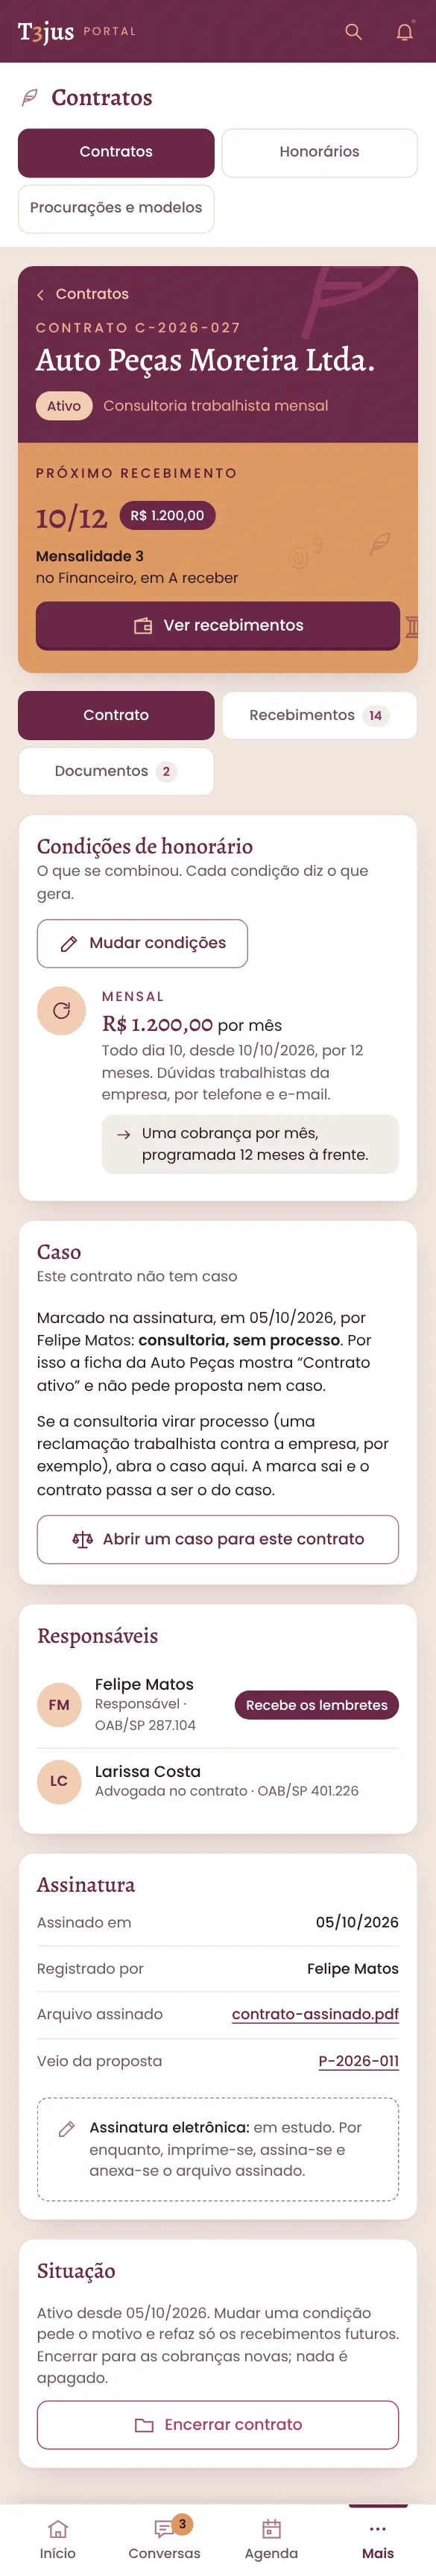 T3jus PORTAL
Contratos
Contratos
Honorários
Procurações e modelos
Contratos
CONTRATO C-2026-027
Auto Peças Moreira Ltda.
Ativo
Consultoria trabalhista mensal
PRÓXIMO RECEBIMENTO
10/12
R$ 1.200,00
Mensalidade 3
no Financeiro, em A receber
Ver recebimentos
Contrato
Recebimentos 14
Documentos 2
Condições de honorário
O que se combinou. Cada condição diz o que
gera.
Mudar condições
MENSAL
R$ 1.200,00 por mês
Todo dia 10, desde 10/10/2026, por 12
meses. Dúvidas trabalhistas da
empresa, por telefone e e-mail.
→ Uma cobrança por mês,
programada 12 meses à frente.
Caso
Este contrato não tem caso
Marcado na assinatura, em 05/10/2026, por
Felipe Matos: consultoria, sem processo. Por
isso a ficha da Auto Peças mostra “Contrato
ativo” e não pede proposta nem caso.
Se a consultoria virar processo (uma
reclamação trabalhista contra a empresa, por
exemplo), abra o caso aqui. A marca sai e o
contrato passa a ser o do caso.
Abrir um caso para este contrato
Responsáveis
FM
Felipe Matos
Responsável ·
OAB/SP 287.104
Recebe os lembretes
LC
Larissa Costa
Advogada no contrato · OAB/SP 401.226
Assinatura
Assinado em 05/10/2026
Registrado por Felipe Matos
Arquivo assinado contrato-assinado.pdf
Veio da proposta P-2026-011
Assinatura eletrônica: em estudo. Por
enquanto, imprime-se, assina-se e
anexa-se o arquivo assinado.
Situação
Ativo desde 05/10/2026. Mudar uma condição
pede o motivo e refaz só os recebimentos futuros.
Encerrar para as cobranças novas; nada é
apagado.
Encerrar contrato
3
Início
Conversas
Agenda
Mais